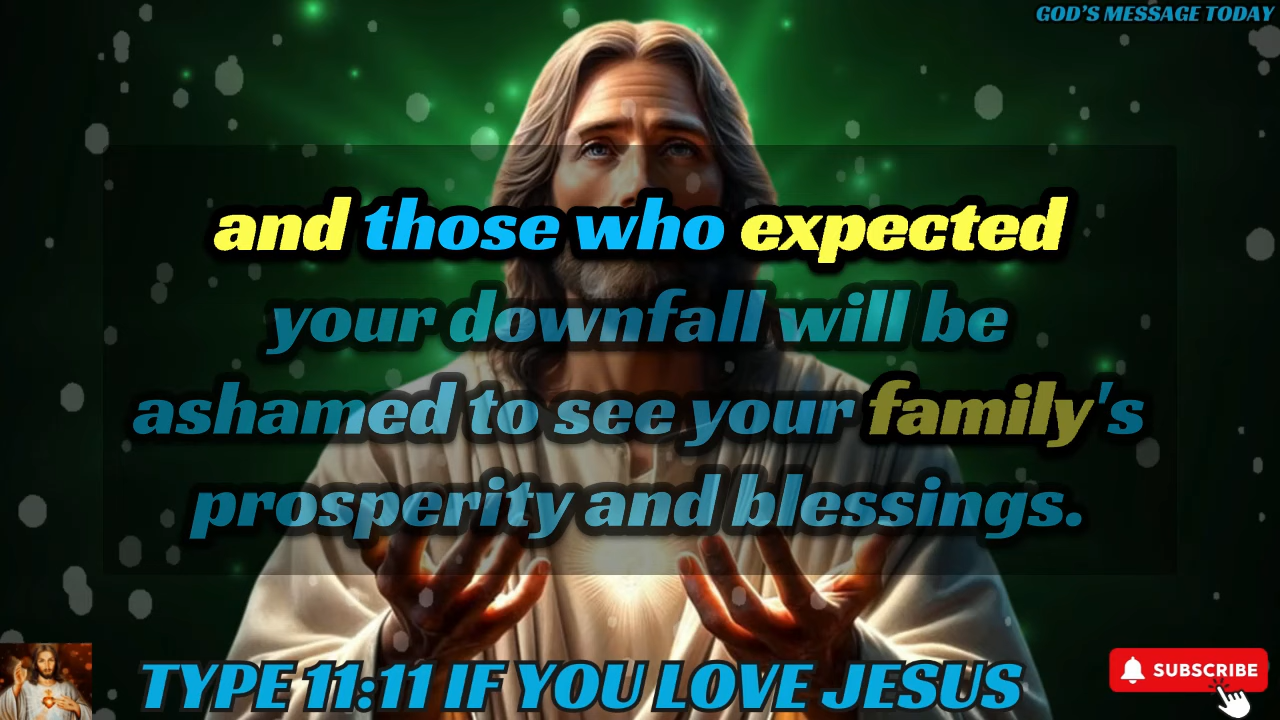 GOD'S MESSAGE TODAY
and those who expected
your downfall will be
ashamed to see your family's
prosperity and blessings.
TYPE 11:11 IF YOU LOVE JESUS
SUBSCRIBE